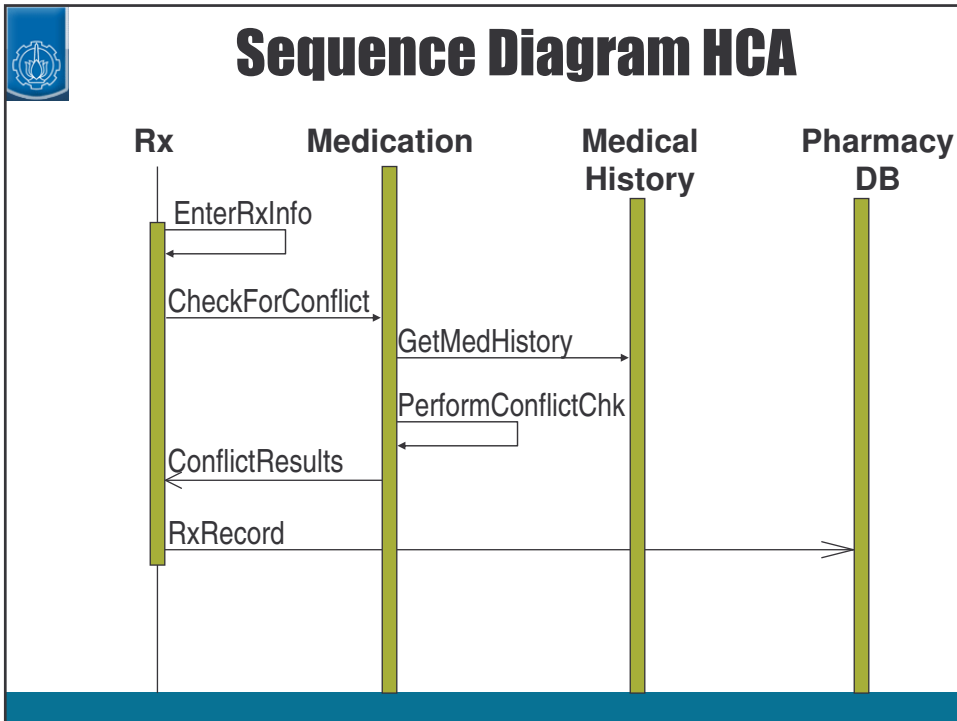 Sequence Diagram HCA
Rx
Medication
Medical
History
Pharmacy
DB
EnterRxInfo
CheckForConflict
GetMedHistory
PerformConflictChk
ConflictResults
RxRecord